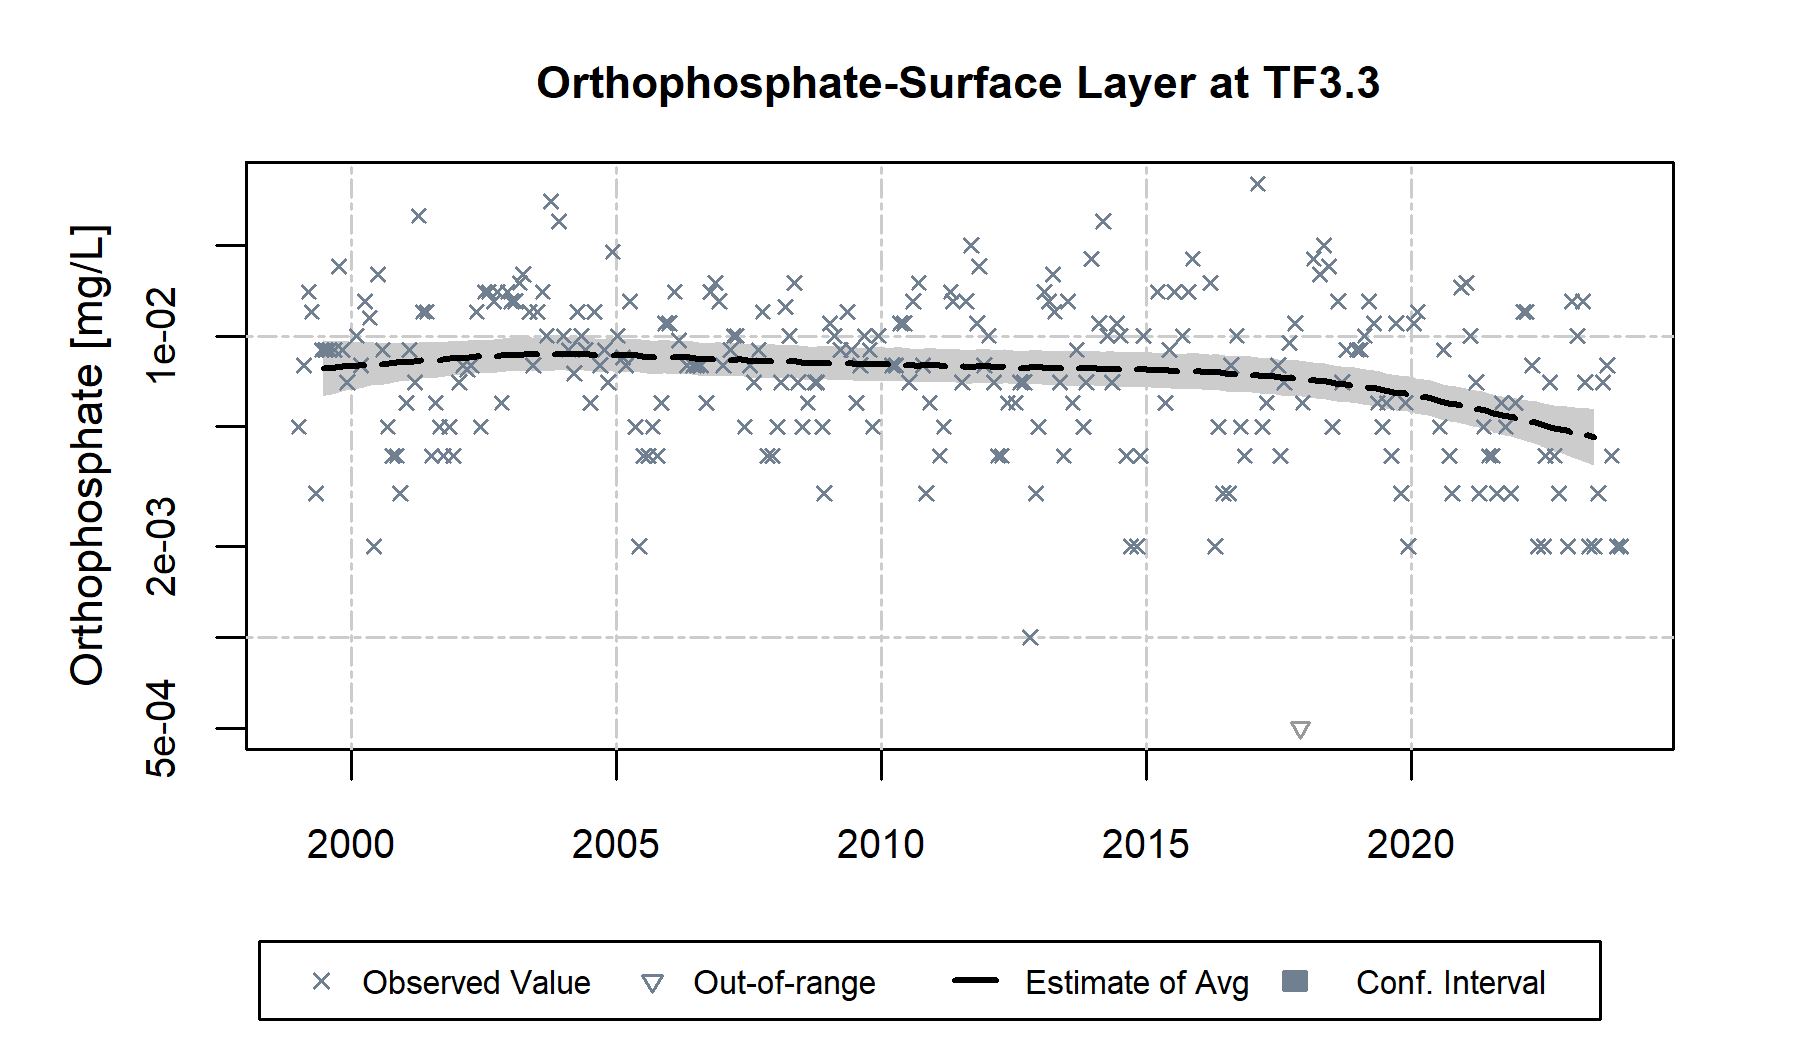 Orthophosphate-Surface Layer at TF3.3
Orthophosphate [mg/L]
1e-02
2e-03
5e-04
2000 2005 2010 2015 2020
Observed Value Out-of-range Estimate of Avg Conf. Interval